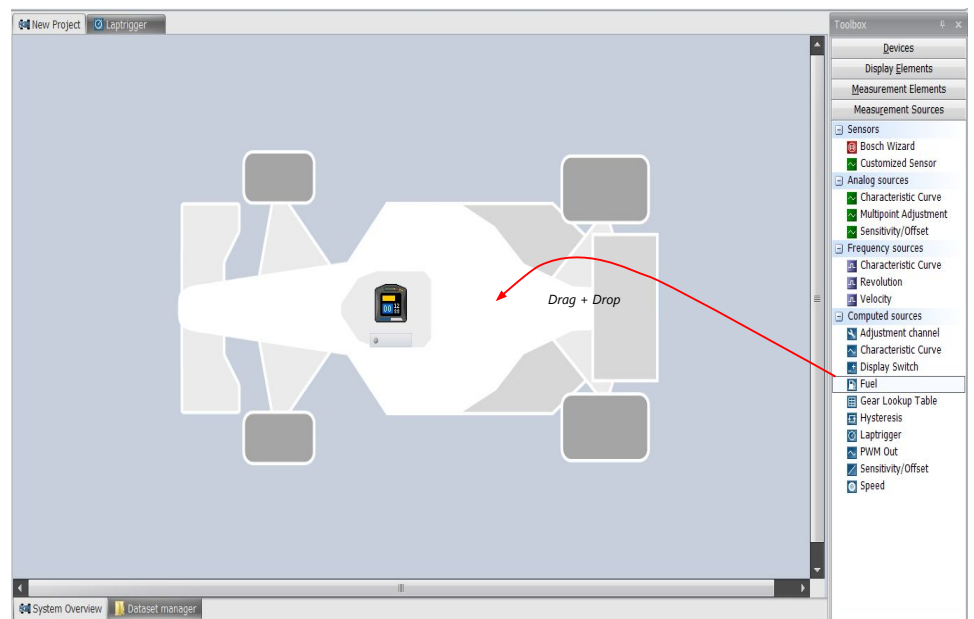 New Project
Laptrigger
Toolbox
Devices
Display Elements
Measurement Elements
Measurement Sources
Sensors
Bosch Wizard
Customized Sensor
Analog sources
Characteristic Curve
Multipoint Adjustment
Sensitivity/Offset
Frequency sources
Characteristic Curve
Revolution
Velocity
Computed sources
Adjustment channel
Characteristic Curve
Display Switch
Fuel
Gear Lookup Table
Hysteresis
Laptrigger
PWM Out
Sensitivity/Offset
Speed
Drag + Drop
System Overview
Dataset manager